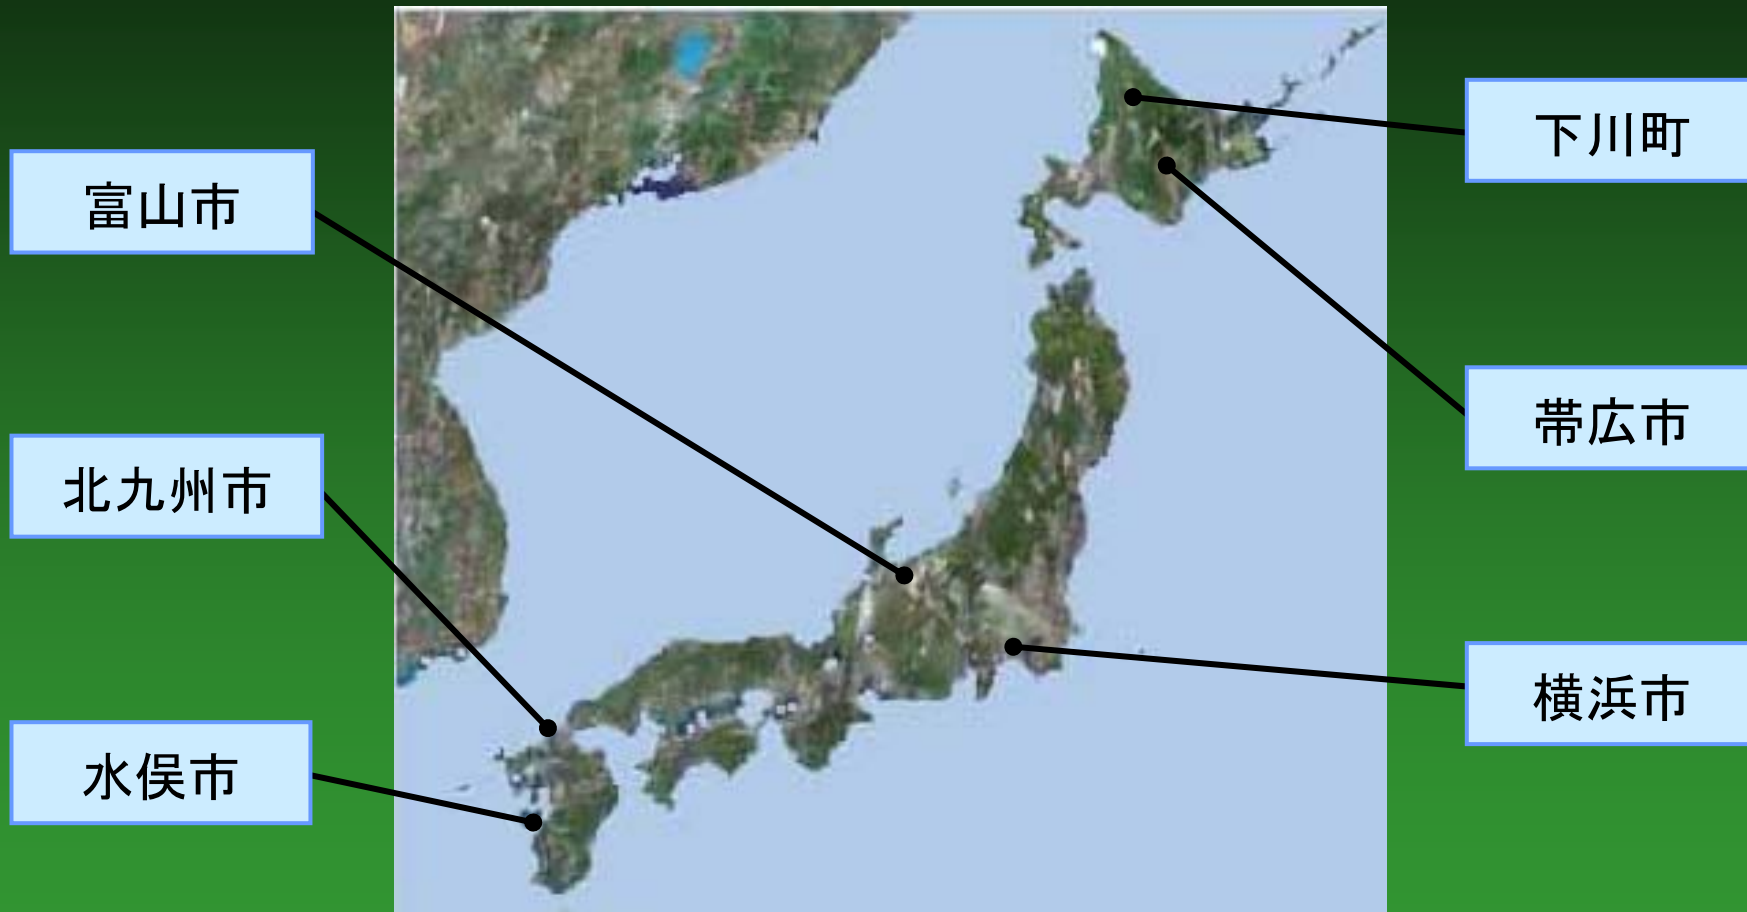 富山市
北九州市
水俣市
下川町
帯広市
横浜市